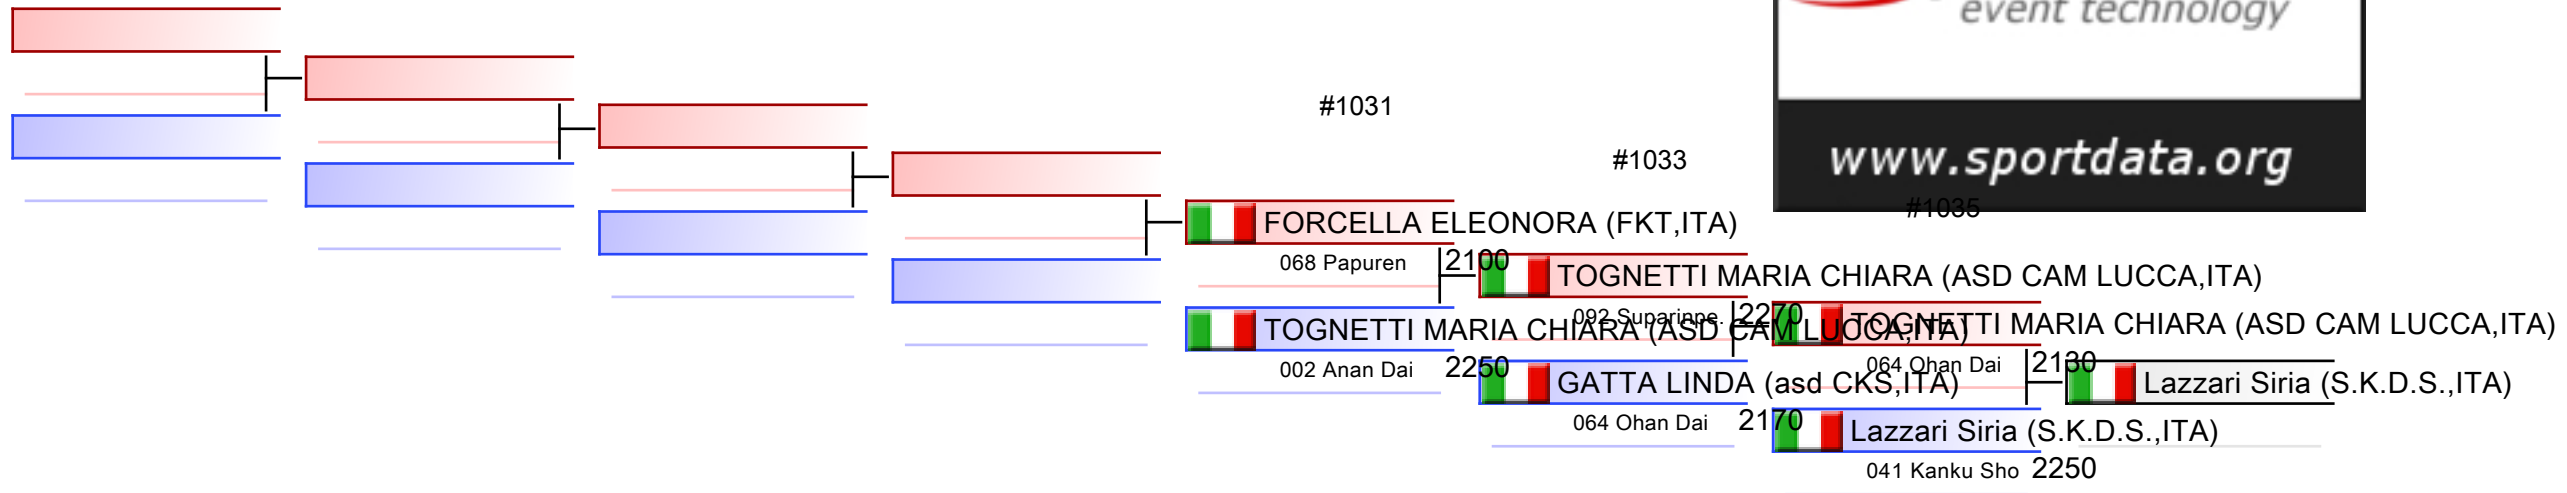 event technology
www.sportdata.org
#1031
#1033
#1035
FORCELLA ELEONORA (FKT,ITA)
068 Papuren 2100
TOGNETTI MARIA CHIARA (ASD CAM LUCCA,ITA)
092 Suparinpe. 2270
TOGNETTI MARIA CHIARA (ASD CAM LUCCA,ITA)
002 Anan Dai 2250
TOGNETTI MARIA CHIARA (ASD CAM LUCCA,ITA)
064 Ohan Dai 2130
GATTA LINDA (asd CKS,ITA)
064 Ohan Dai 2170
Lazzari Siria (S.K.D.S.,ITA)
Lazzari Siria (S.K.D.S.,ITA)
041 Kanku Sho 2250